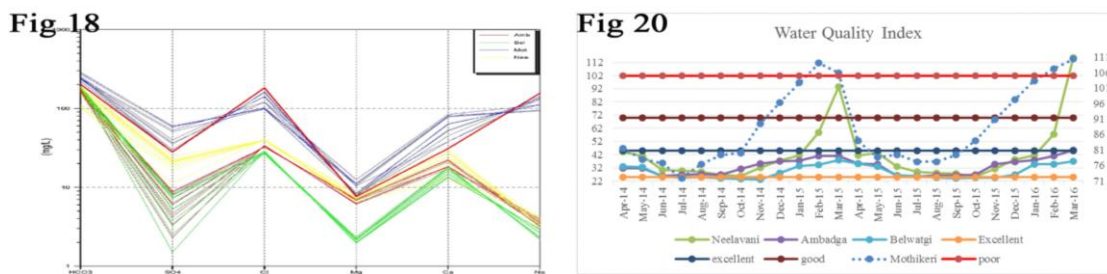 Fig 18
Amb
Bel
Mot
Nee
(mg/L)
100
10
1
HCO3 SO4 Cl Mg Ca Na
Fig 20
Water Quality Index
112
102
92
82
72
62
52
42
32
22
111
101
96
91
86
81
76
71
Apr-14 May-14 Jun-14 Jul-14 Aug-14 Sep-14 Oct-14 Nov-14 Dec-14 Jan-15 Feb-15 Mar-15 Apr-15 May-15 Jun-15 Jul-15 Aug-15 Sep-15 Oct-15 Nov-15 Dec-15 Jan-16 Feb-16 Mar-16
Neelavani Ambadga Belwatgi Excellent
excellent good Mothikeri poor